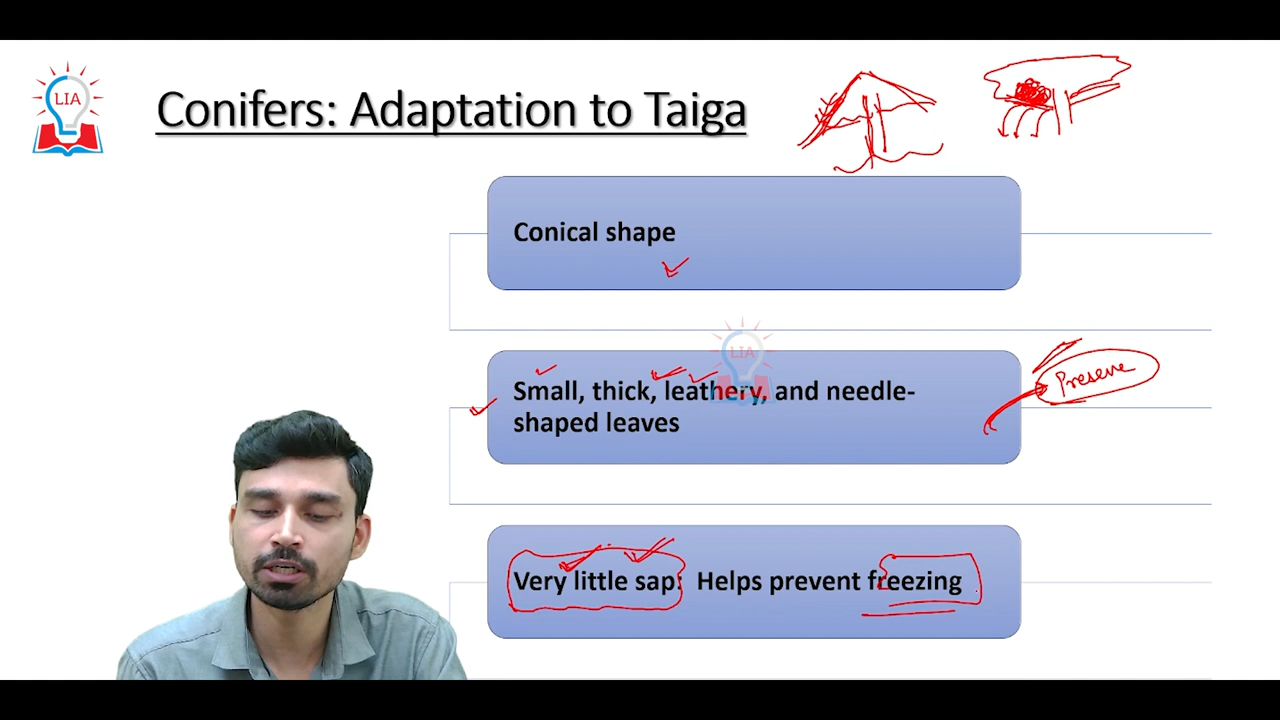 LIA
Conifers: Adaptation to Taiga
Conical shape
LIA
Small, thick, leathery, and needle-
shaped leaves
Preserve
Very little sap: Helps prevent freezing